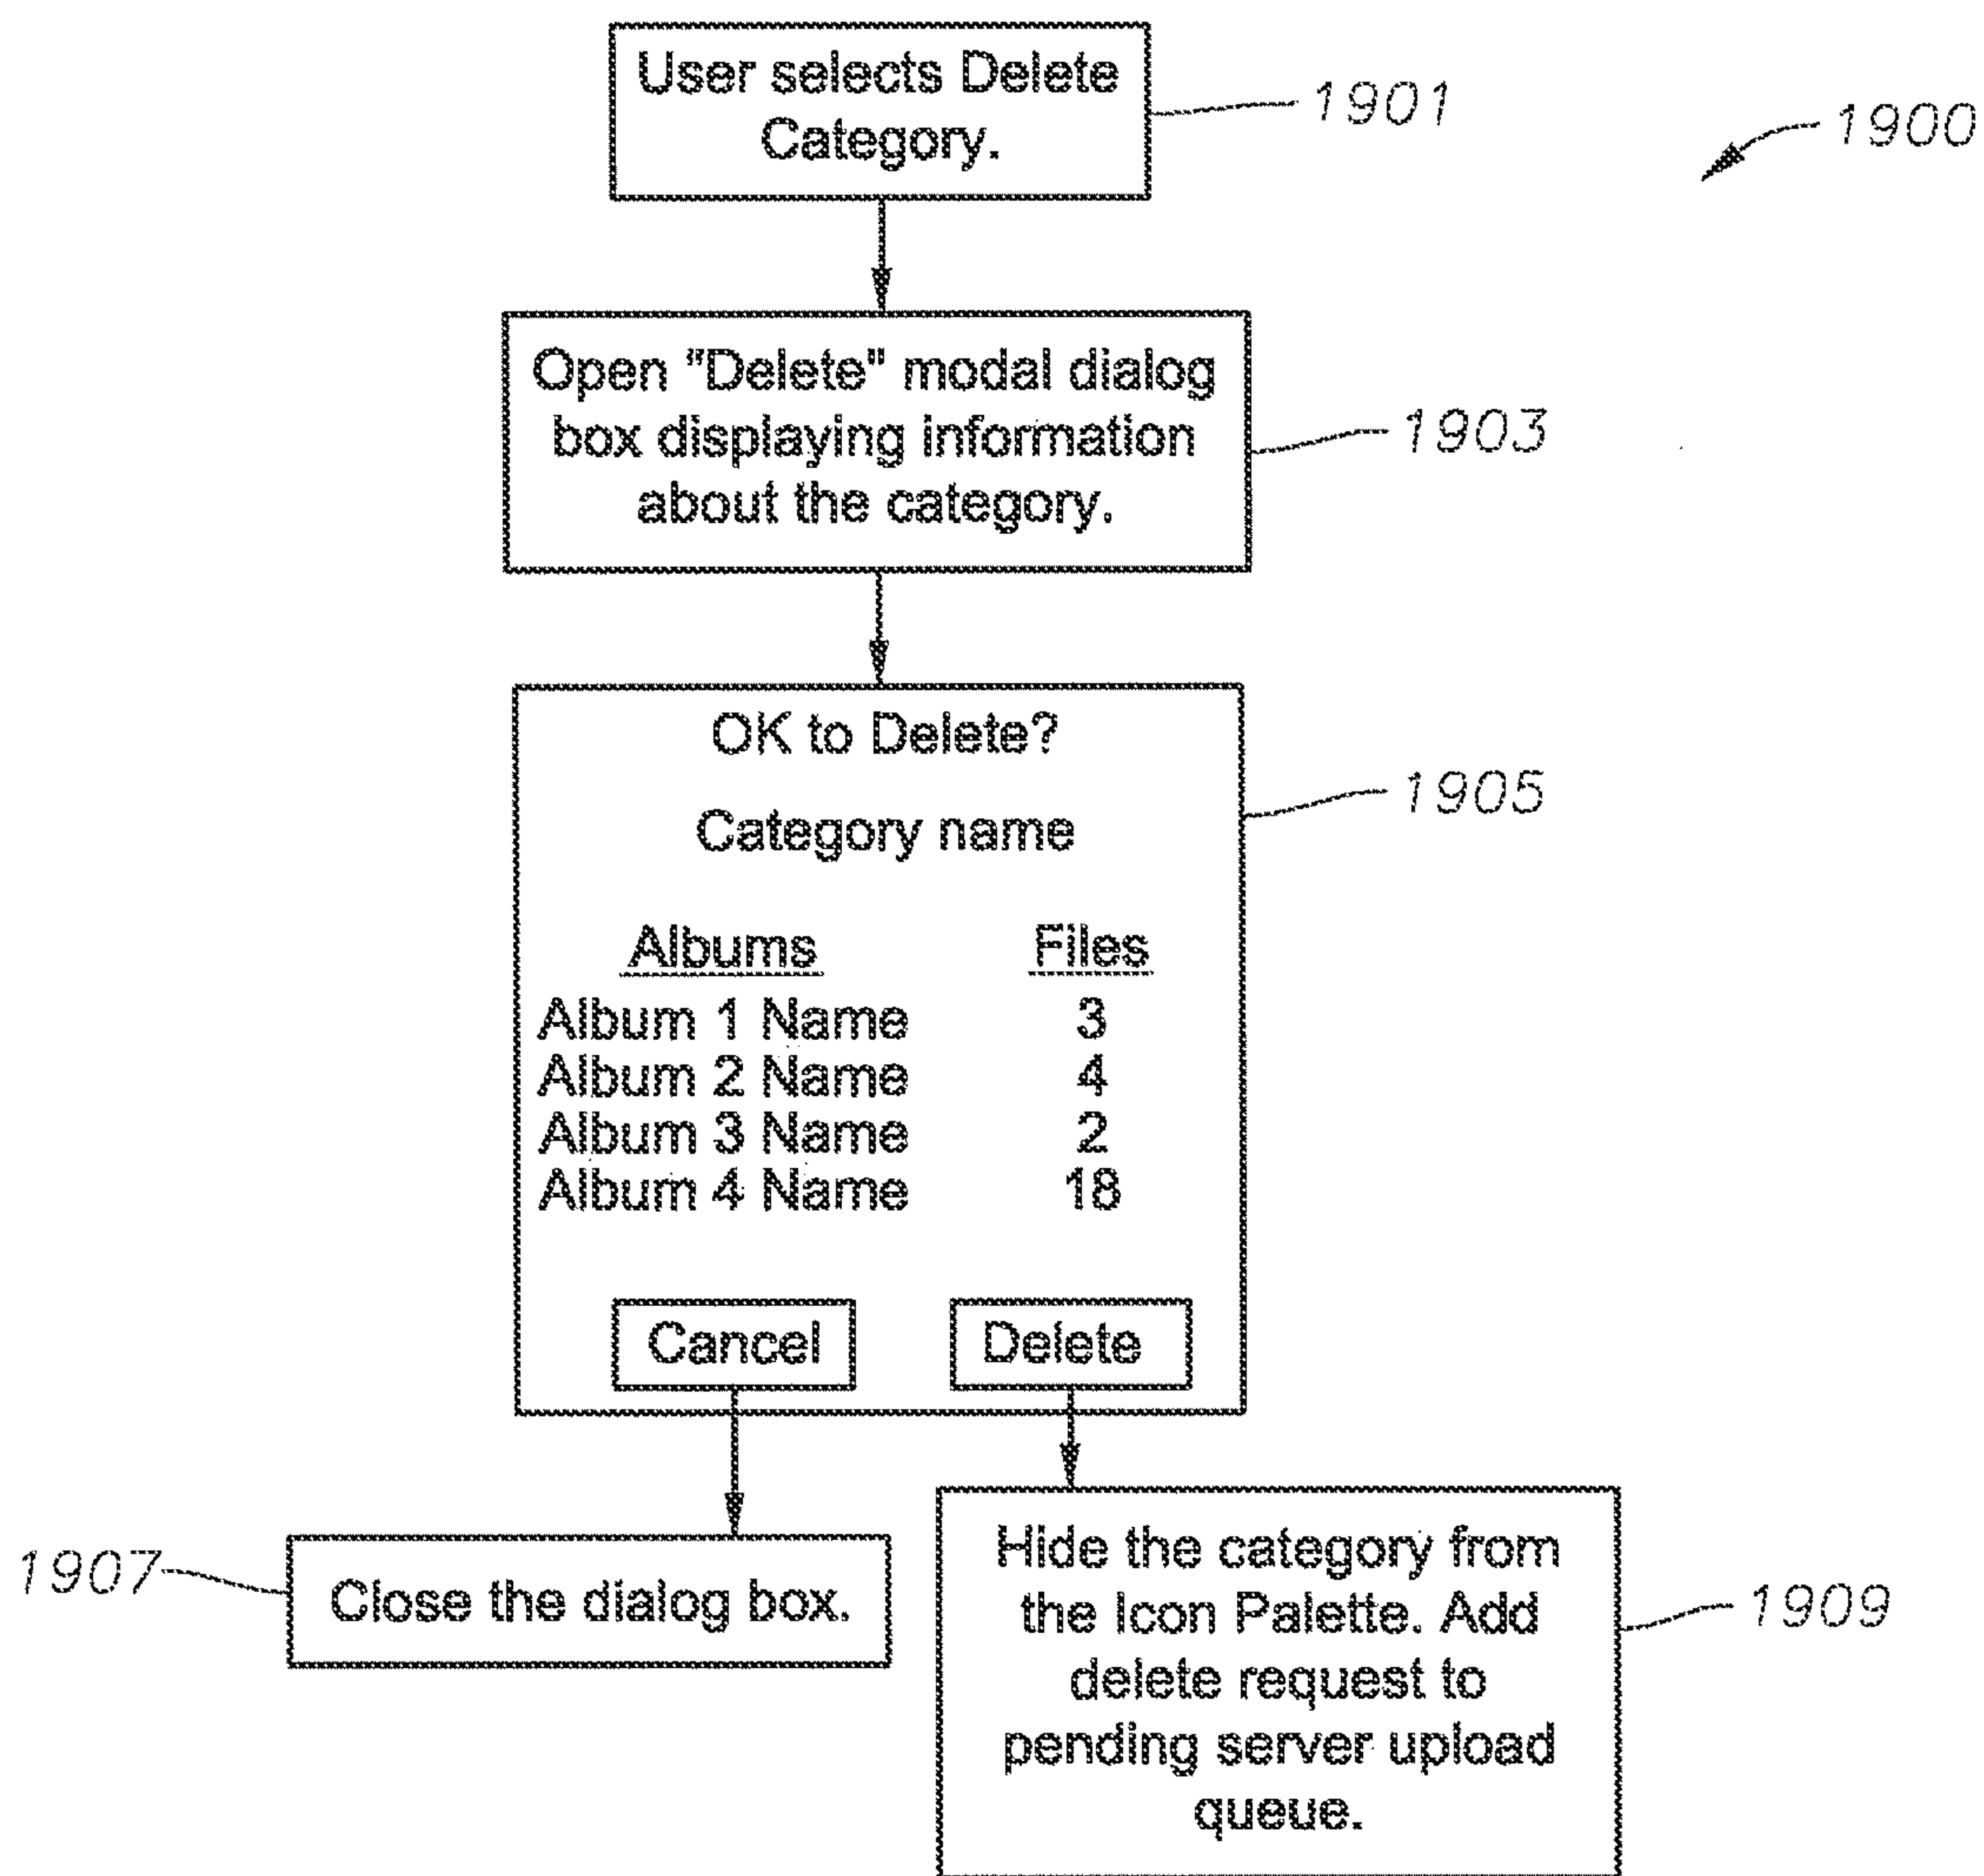 User selects Delete
Category.
1901
1900
Open "Delete" modal dialog
box displaying information
about the category.
1903
OK to Delete?
Category name
1905
Albums Files
Album 1 Name 3
Album 2 Name 4
Album 3 Name 2
Album 4 Name 18
Cancel Delete
1907
Close the dialog box.
Hide the category from
the Icon Palette. Add
delete request to
pending server upload
queue.
1909